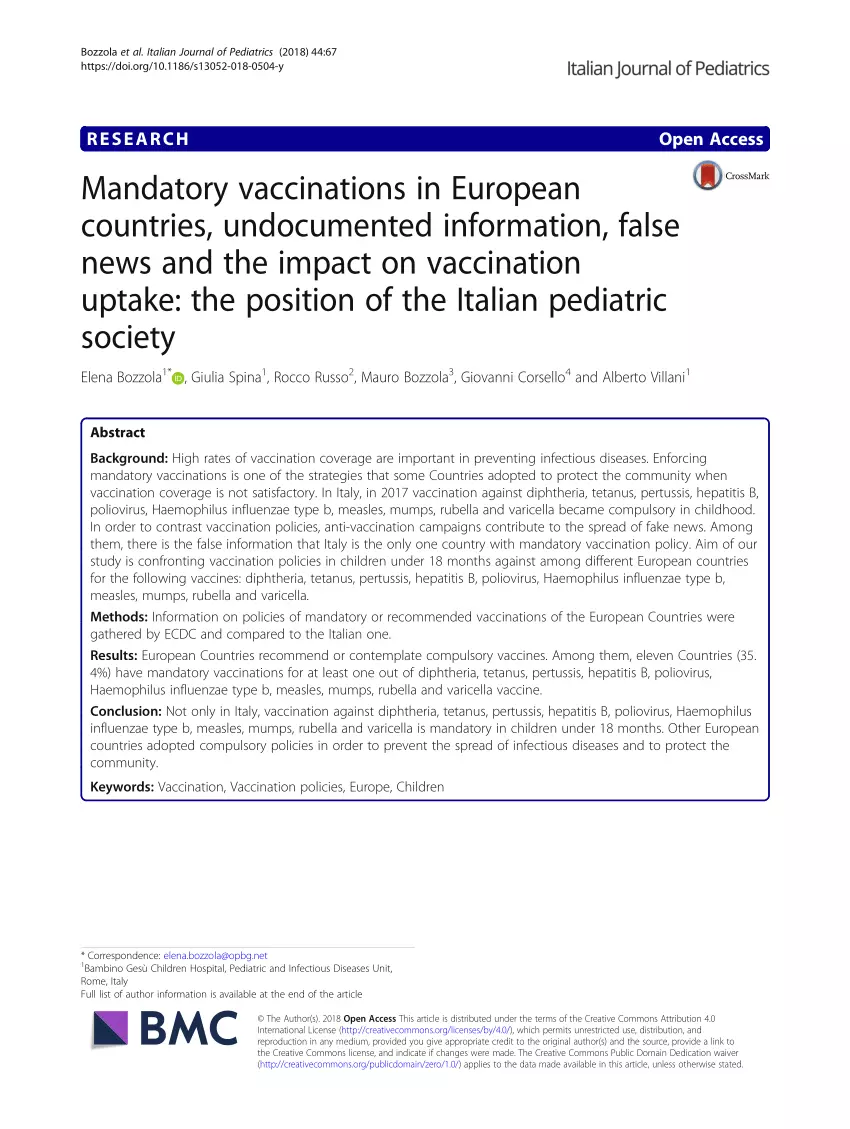 Bozzola et al. Italian Journal of Pediatrics (2018) 44:67
https://doi.org/10.1186/s13052-018-0504-y
Italian Journal of Pediatrics
RESEARCH
Open Access
CrossMark
Mandatory vaccinations in European
countries, undocumented information, false
news and the impact on vaccination
uptake: the position of the Italian pediatric
society
Elena Bozzola1* iD, Giulia Spina1, Rocco Russo2, Mauro Bozzola3, Giovanni Corsello4 and Alberto Villani1
Abstract
Background: High rates of vaccination coverage are important in preventing infectious diseases. Enforcing
mandatory vaccinations is one of the strategies that some Countries adopted to protect the community when
vaccination coverage is not satisfactory. In Italy, in 2017 vaccination against diphtheria, tetanus, pertussis, hepatitis B,
poliovirus, Haemophilus influenzae type b, measles, mumps, rubella and varicella became compulsory in childhood.
In order to contrast vaccination policies, anti-vaccination campaigns contribute to the spread of fake news. Among
them, there is the false information that Italy is the only one country with mandatory vaccination policy. Aim of our
study is confronting vaccination policies in children under 18 months against among different European countries
for the following vaccines: diphtheria, tetanus, pertussis, hepatitis B, poliovirus, Haemophilus influenzae type b,
measles, mumps, rubella and varicella.
Methods: Information on policies of mandatory or recommended vaccinations of the European Countries were
gathered by ECDC and compared to the Italian one.
Results: European Countries recommend or contemplate compulsory vaccines. Among them, eleven Countries (35.
4%) have mandatory vaccinations for at least one out of diphtheria, tetanus, pertussis, hepatitis B, poliovirus,
Haemophilus influenzae type b, measles, mumps, rubella and varicella vaccine.
Conclusion: Not only in Italy, vaccination against diphtheria, tetanus, pertussis, hepatitis B, poliovirus, Haemophilus
influenzae type b, measles, mumps, rubella and varicella is mandatory in children under 18 months. Other European
countries adopted compulsory policies in order to prevent the spread of infectious diseases and to protect the
community.
Keywords: Vaccination, Vaccination policies, Europe, Children
* Correspondence: elena.bozzola@opbg.net
1Bambino Gesù Children Hospital, Pediatric and Infectious Diseases Unit,
Rome, Italy
Full list of author information is available at the end of the article
BMC
© The Author(s). 2018 Open Access This article is distributed under the terms of the Creative Commons Attribution 4.0
International License (http://creativecommons.org/licenses/by/4.0/), which permits unrestricted use, distribution, and
reproduction in any medium, provided you give appropriate credit to the original author(s) and the source, provide a link to
the Creative Commons license, and indicate if changes were made. The Creative Commons Public Domain Dedication waiver
(http://creativecommons.org/publicdomain/zero/1.0/) applies to the data made available in this article, unless otherwise stated.